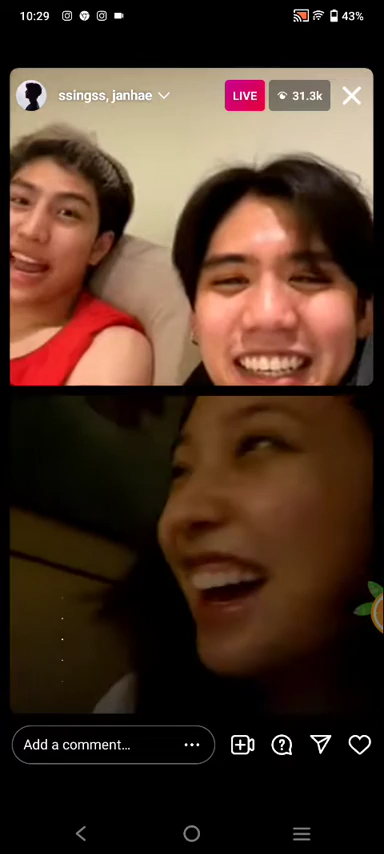 10:29
43%
ssingss, janhae
LIVE
31.3k
Add a comment...